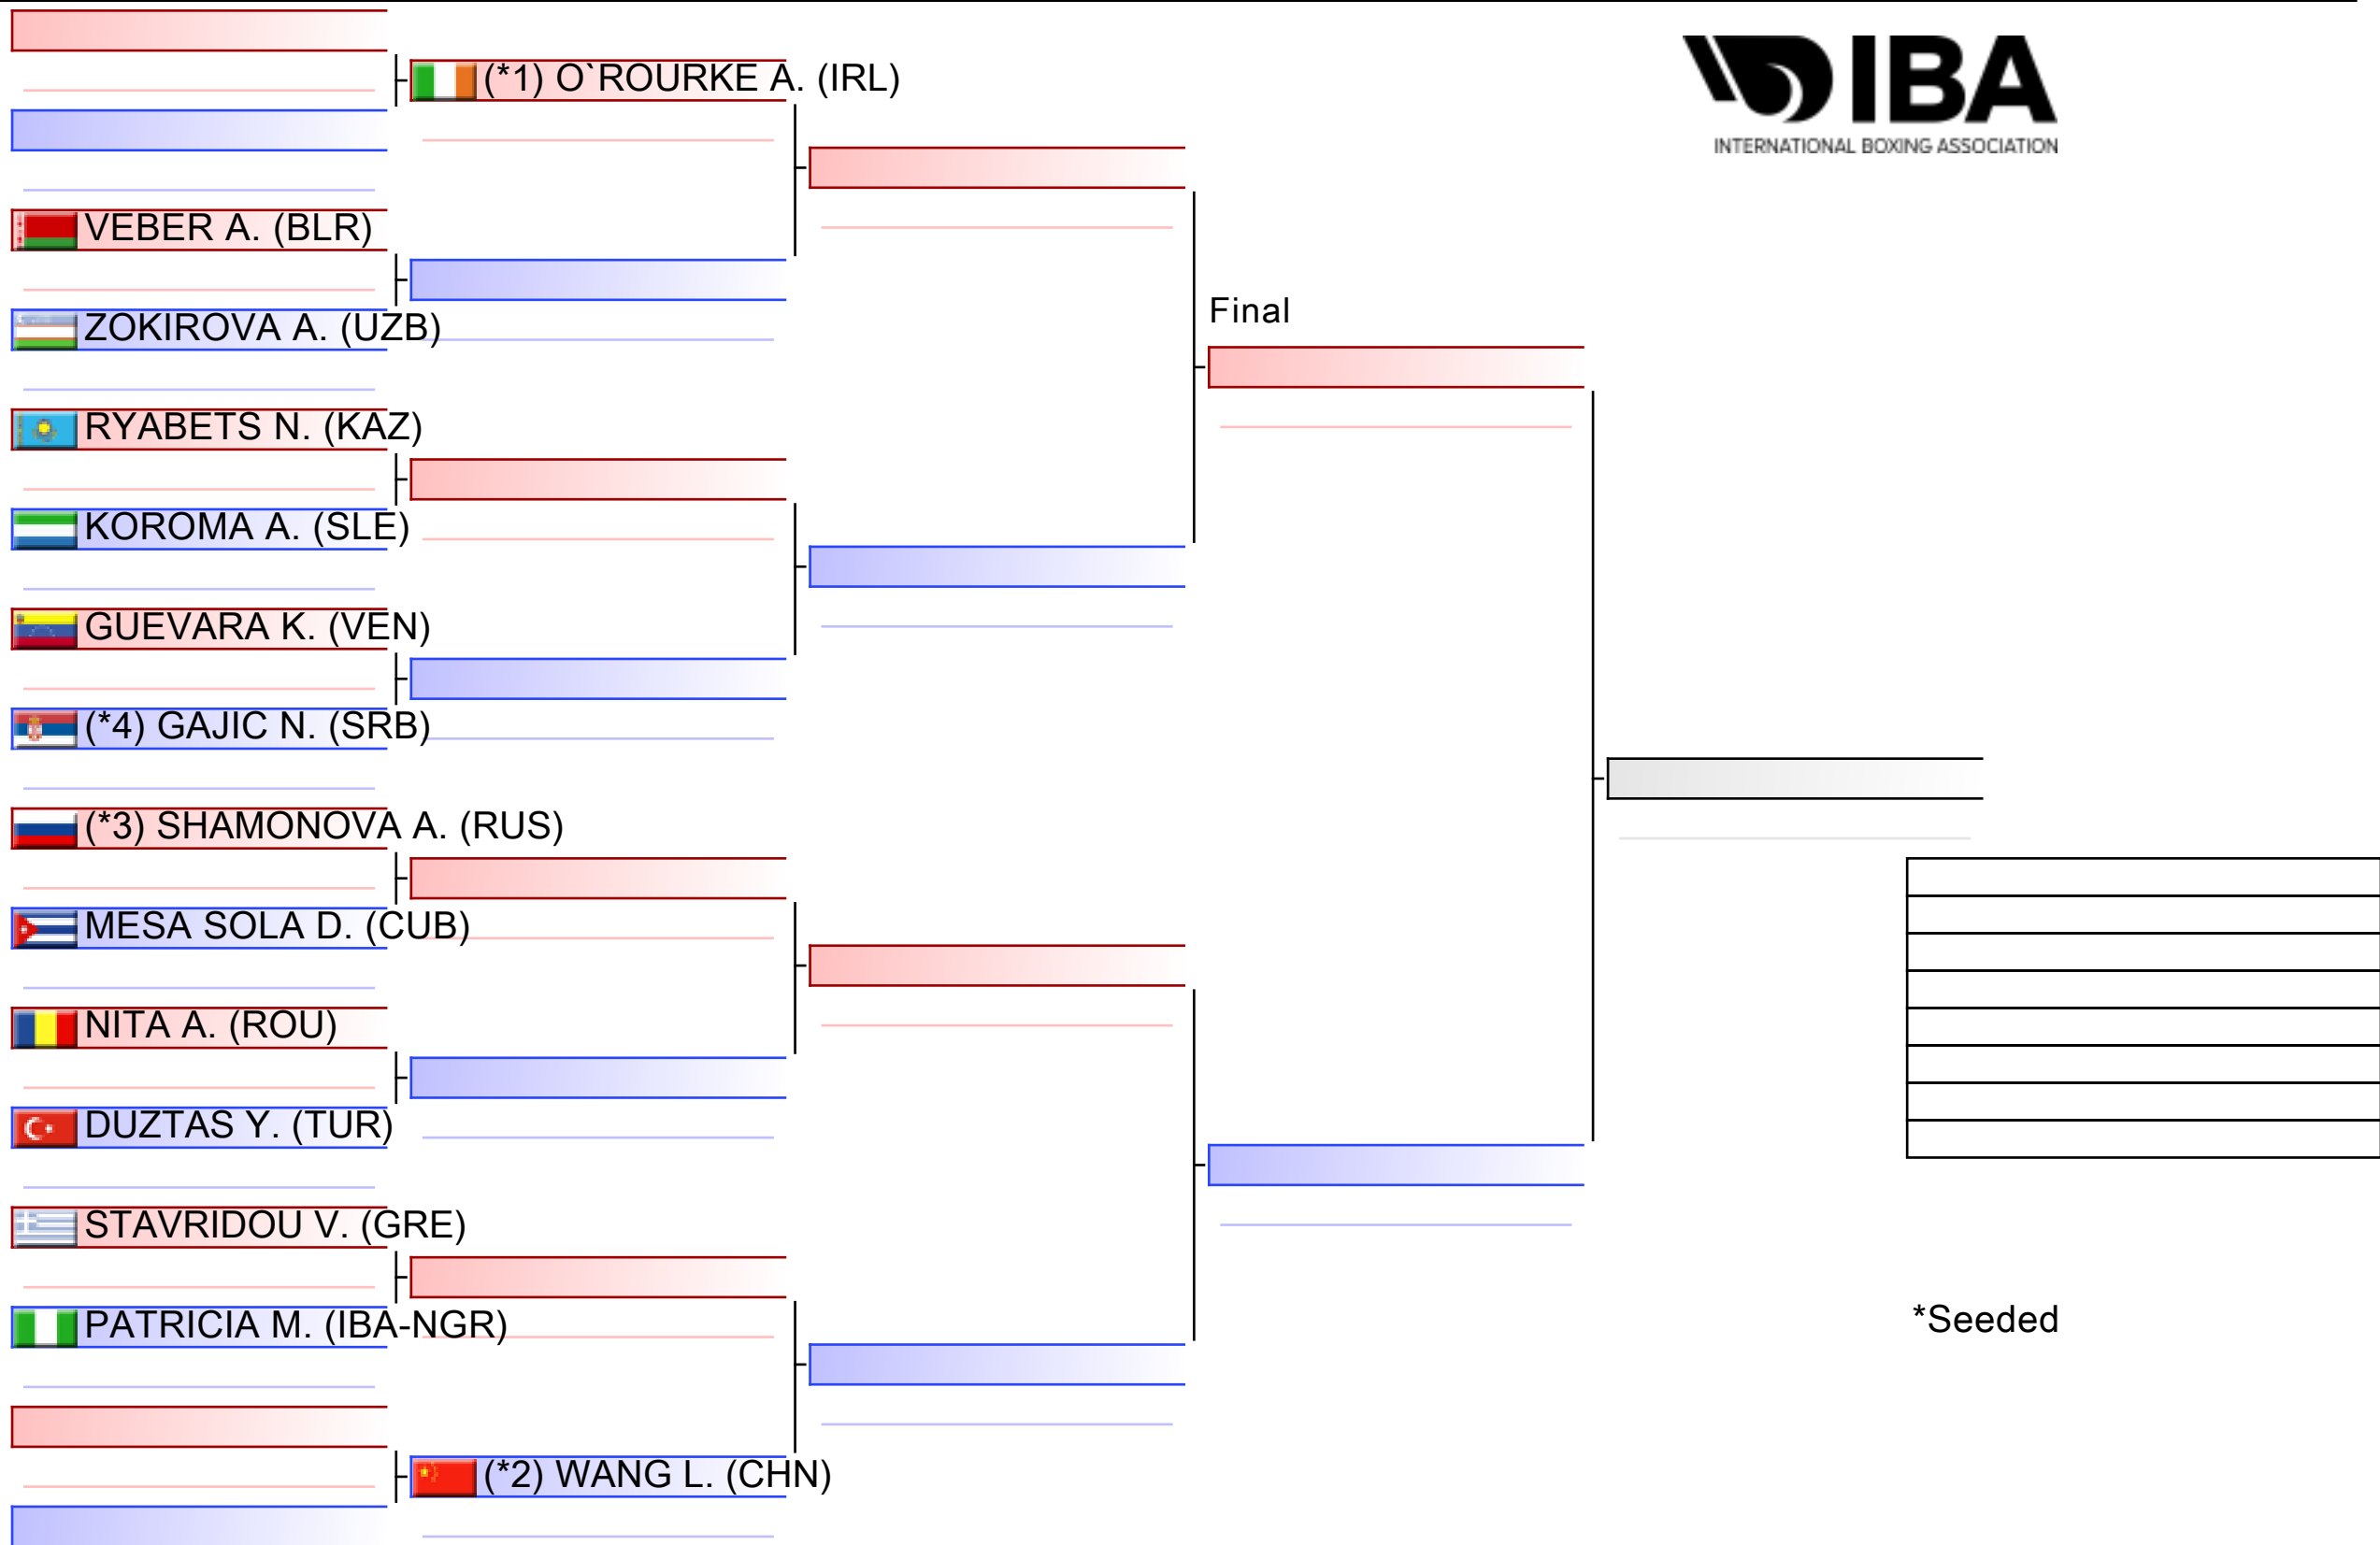 IBA
INTERNATIONAL BOXING ASSOCIATION
(*1) O`ROURKE A. (IRL)
VEBER A. (BLR)
ZOKIROVA A. (UZB)
Final
RYABETS N. (KAZ)
KOROMA A. (SLE)
GUEVARA K. (VEN)
(*4) GAJIC N. (SRB)
(*3) SHAMONOVA A. (RUS)
MESA SOLA D. (CUB)
NITA A. (ROU)
DUZTAS Y. (TUR)
STAVRIDOU V. (GRE)
PATRICIA M. (IBA-NGR)
*Seeded
(*2) WANG L. (CHN)